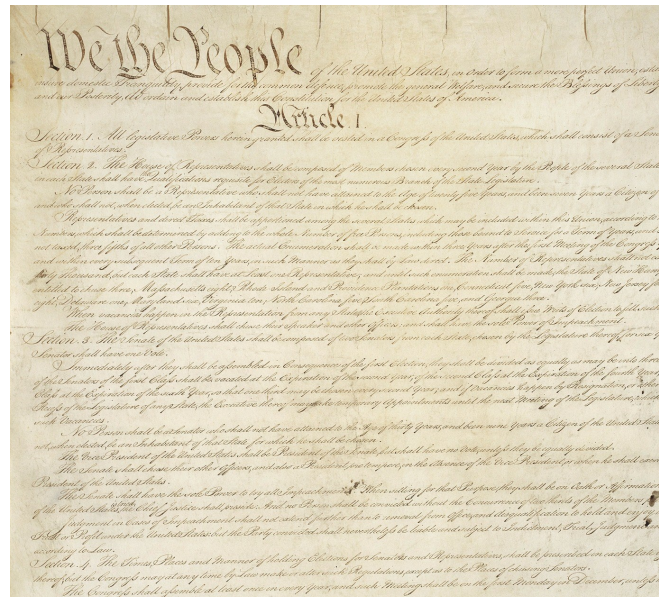 We the People of the United States, in Order to form a more perfect Union,
insure domestic Tranquility, provide for the common defence, promote the general Welfare, and secure the Blessings of Liberty
and our Posterity, do ordain and establish this Constitution for the United States of America.
Article. I.
Section. 1. All legislative Powers herein granted shall be vested in a Congress of the United States, which shall consist of a
of Representatives.
Section. 2. The House of Representatives shall be composed of Members chosen every second Year by the People of the several States
in each State shall have the Qualifications requisite for Electors of the most numerous Branch of the State Legislature.
No Person shall be a Representative who shall not have attained to the Age of twenty five Years, and been seven Years a Citizen of
and who shall not, when elected, be an Inhabitant of that State in which he shall be chosen.
Representatives and direct Taxes shall be apportioned among the several States which may be included within this Union, according to
Numbers, which shall be determined by adding to the whole Number of free Persons, including those bound to Service for a Term of Years, and
not taxed, three fifths of all other Persons. The actual Enumeration shall be made within three Years after the first Meeting of the Congress
and within every subsequent Term of ten Years, in such Manner as they shall by Law direct. The Number of Representatives shall not
thirty Thousand, but each State shall have at Least one Representative; and until such enumeration shall be made, the State of New
entitled to chuse three, Massachusetts eight, Rhode Island and Providence Plantations one, Connecticut five, New York six, New Jersey
eight, Delaware one, Maryland six, Virginia ten, North Carolina five, South Carolina five, and Georgia three.
When vacancies happen in the Representation from any State, the Executive Authority thereof shall issue Writs of Election to fill such
The House of Representatives shall chuse their Speaker and other Officers; and shall have the sole Power of Impeachment.
Section. 3. The Senate of the United States shall be composed of two Senators from each State, chosen by the Legislature thereof, for six
Senator shall have one Vote.
Immediately after they shall be assembled in Consequence of the first Election, they shall be divided as equally as may be into
of the Senators of the first Class shall be vacated at the Expiration of the second Year, of the second Class at the Expiration of the fourth Year,
Class at the Expiration of the sixth Year, so that one third may be chosen every second Year; and if Vacancies happen by Resignation, or
Recess of the Legislature of any State, the Executive thereof may make temporary Appointments until the next Meeting of the Legislature,
such Vacancies.
No Person shall be a Senator who shall not have attained to the Age of thirty Years, and been nine Years a Citizen of the United
not, when elected, be an Inhabitant of that State for which he shall be chosen.
The Vice President of the United States shall be President of the Senate, but shall have no Vote, unless they be equally divided.
The Senate shall chuse their other Officers, and also a President pro tempore, in the Absence of the Vice President, or when he shall
President of the United States.
The Senate shall have the sole Power to try all Impeachments. When sitting for that Purpose, they shall be on Oath or Affirmation.
of the United States is tried, the Chief Justice shall preside: And no Person shall be convicted without the Concurrence of two thirds of the Members
Judgment in Cases of Impeachment shall not extend further than to removal from Office, and disqualification to hold and enjoy
Trust or Profit under the United States: but the Party convicted shall nevertheless be liable and subject to Indictment, Trial, Judgment
according to Law.
Section. 4. The Times, Places and Manner of holding Elections for Senators and Representatives, shall be prescribed in each State
thereof; but the Congress may at any time by Law make or alter such Regulations, except as to the Places of chusing Senators.
The Congress shall assemble at least once in every Year, and such Meeting shall be on the first Monday in December,